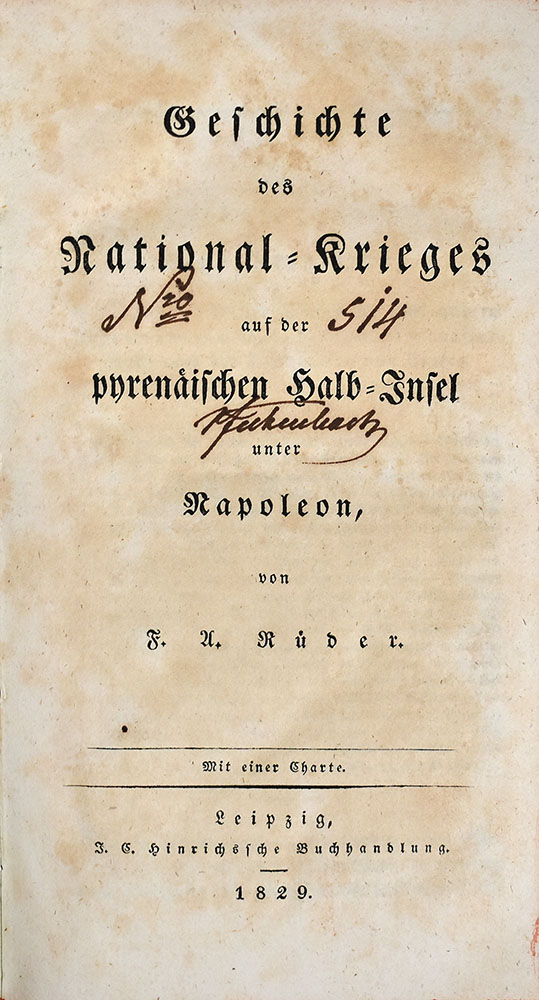 Geschichte
des
National-Krieges
Nro
auf der
514
pyrenäischen Halb-Insel
unter
Napoleon,
von
F. A. Rüder.
Mit einer Charte.
Leipzig,
J. C. Hinrichssche Buchhandlung.
1829.